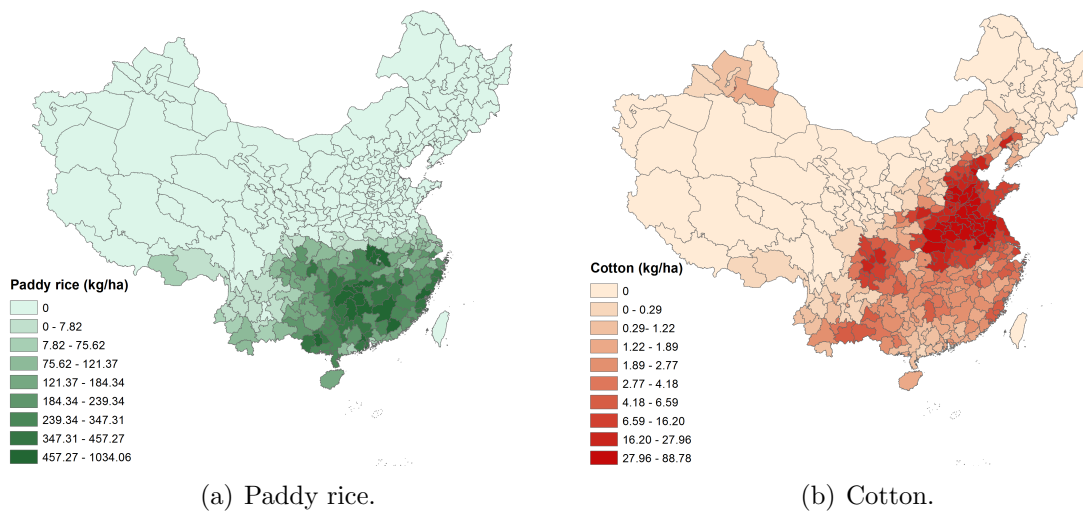 Paddy rice (kg/ha)
0
0 - 7.82
7.82 - 75.62
75.62 - 121.37
121.37 - 184.34
184.34 - 239.34
239.34 - 347.31
347.31 - 457.27
457.27 - 1034.06
(a) Paddy rice.
Cotton (kg/ha)
0
0 - 0.29
0.29- 1.22
1.22 - 1.89
1.89 - 2.77
2.77 - 4.18
4.18 - 6.59
6.59 - 16.20
16.20 - 27.96
27.96 - 88.78
(b) Cotton.